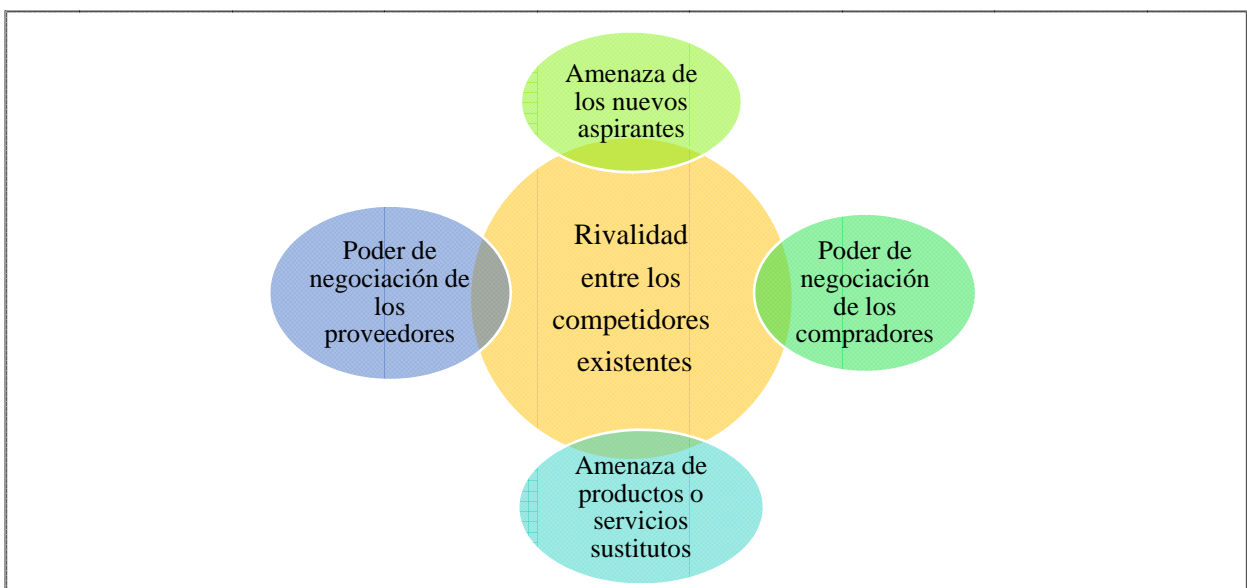 Amenaza de
los nuevos
aspirantes
Poder de
negociación de
los
proveedores
Rivalidad
entre los
competidores
existentes
Poder de
negociación
de los
compradores
Amenaza de
productos o
servicios
sustitutos